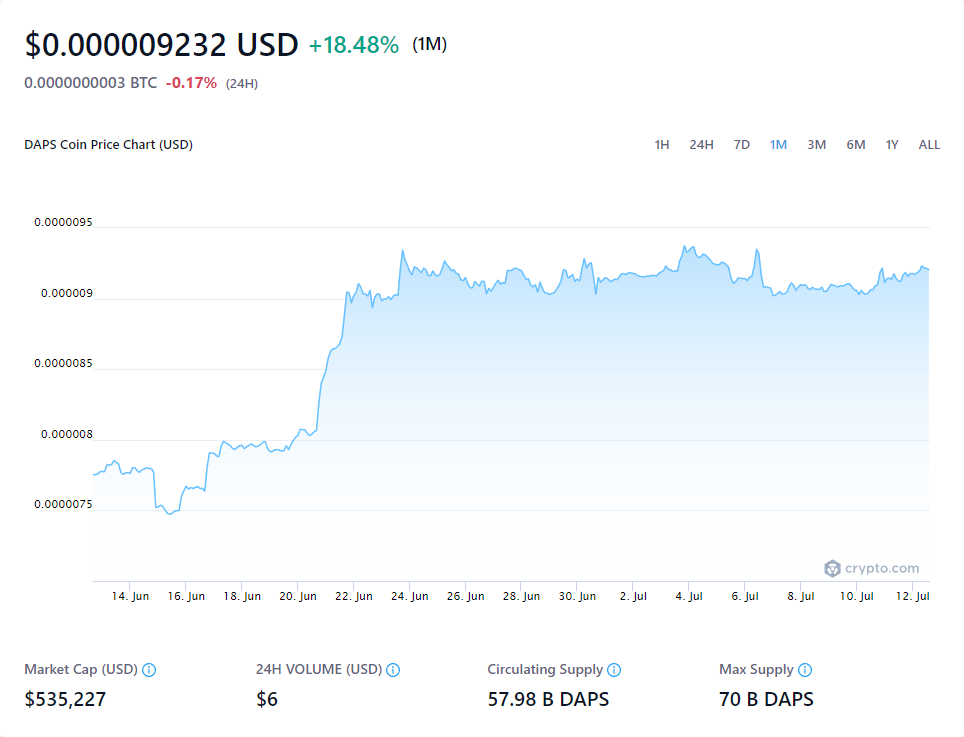 $0.000009232 USD +18.48% (1M)
0.0000000003 BTC -0.17% (24H)
DAPS Coin Price Chart (USD) 1H 24H 7D 1M 3M 6M 1Y ALL
0.0000095
0.000009
0.0000085
0.000008
0.0000075
crypto.com
14. Jun 16. Jun 18. Jun 20. Jun 22. Jun 24. Jun 26. Jun 28. Jun 30. Jun 2. Jul 4. Jul 6. Jul 8. Jul 10. Jul 12. Jul
Market Cap (USD) 24H VOLUME (USD) Circulating Supply Max Supply
$535,227 $6 57.98 B DAPS 70 B DAPS